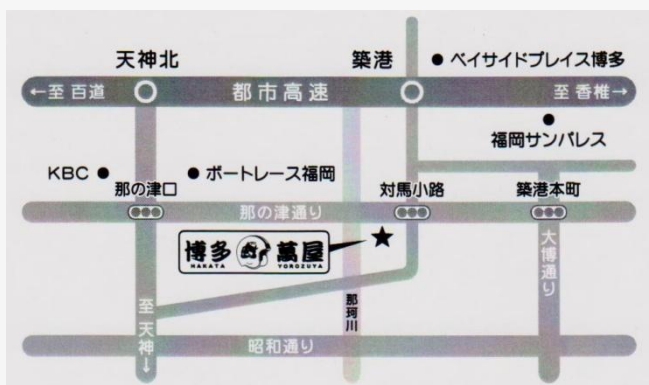 天神北
築港
ベイサイドプレイス博多
←至 百道
都市高速
至 香椎→
福岡サンパレス
KBC
ボートレース福岡
那の津口
対馬小路
築港本町
那の津通り
博多 萬屋
HAKATA YOROZUYA
大博通り
至 天神↓
那珂川
昭和通り